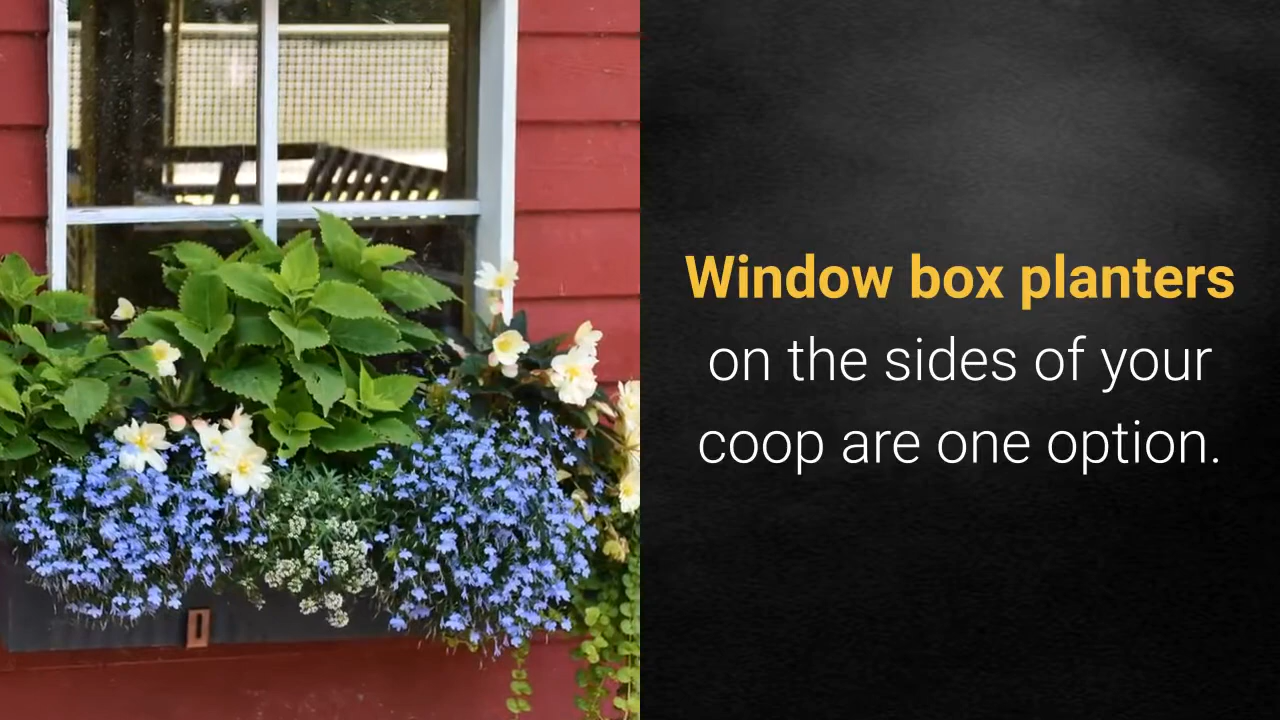 Window box planters
on the sides of your
coop are one option.